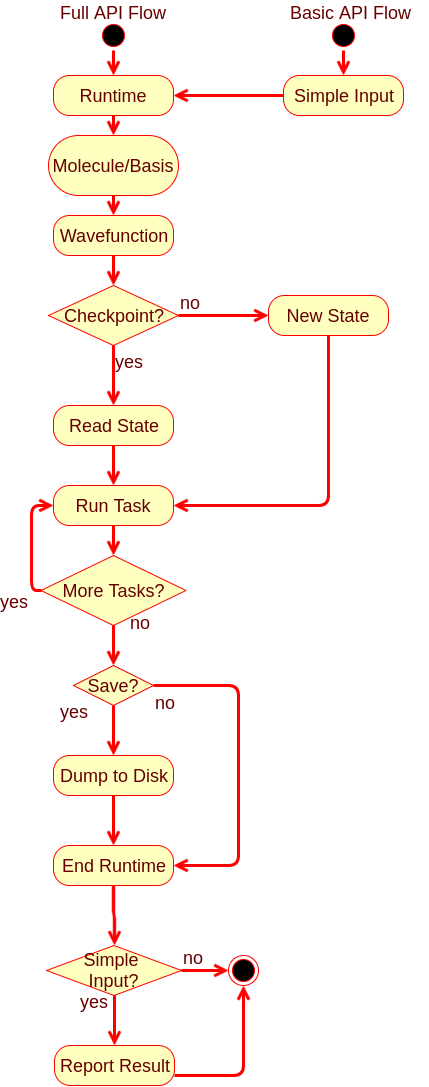 Full API Flow
Basic API Flow
Runtime
Simple Input
Molecule/Basis
Wavefunction
Checkpoint?
no
New State
yes
Read State
Run Task
More Tasks?
yes
no
Save?
no
yes
Dump to Disk
End Runtime
Simple
Input?
no
yes
Report Result